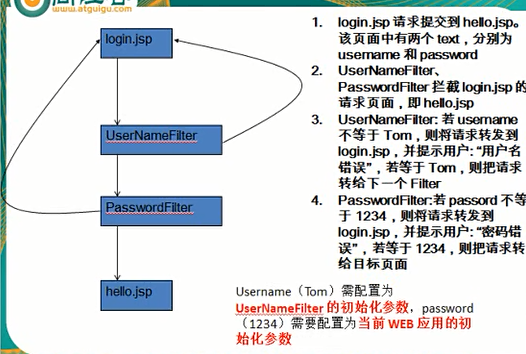 www.atguigu.com
login.jsp
UserNameFilter
PasswordFilter
hello.jsp
1. login.jsp 请求提交到 hello.jsp。
该页面中有两个 text，分别为
username 和 password
2. UserNameFilter、
PasswordFilter 拦截 login.jsp 的
请求页面，即 hello.jsp
3. UserNameFilter: 若 username
不等于 Tom，则将请求转发到
login.jsp，并提示用户: “用户名
错误”，若等于 Tom，则把请求
转给下一个 Filter
4. PasswordFilter:若 passord 不等
于 1234，则将请求转发到
login.jsp，并提示用户: “密码错
误”，若等于 1234，则把请求转
给目标页面
Username（Tom）需配置为
UserNameFilter 的初始化参数，password
（1234）需要配置为当前 WEB 应用的初
始化参数